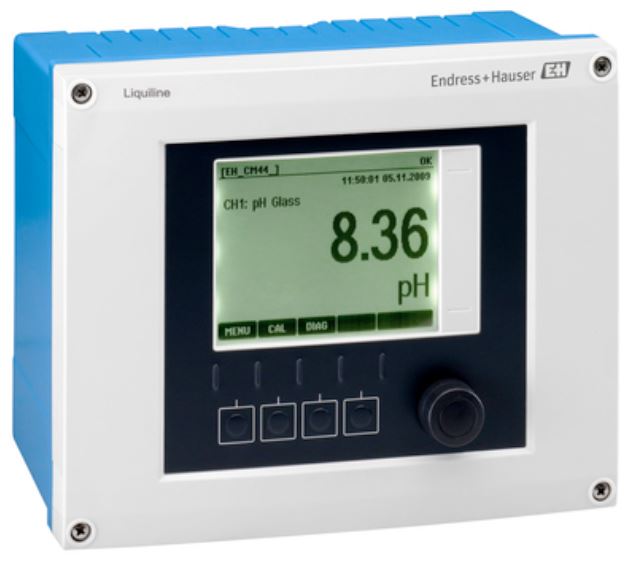 Liquiline
Endress+Hauser EH
[EH_CM44_] OK
11:50:01 05.11.2009
CH1: pH Glass
8.36
pH
MENU CAL DIAG